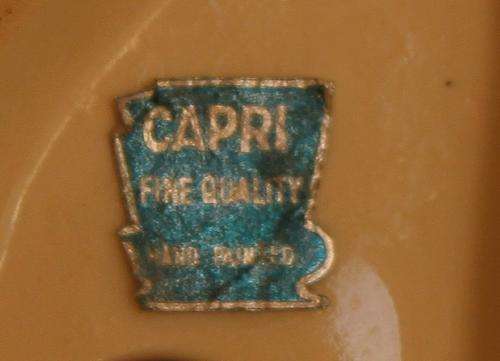 CAPRI
FINE QUALITY
HAND PAINTED